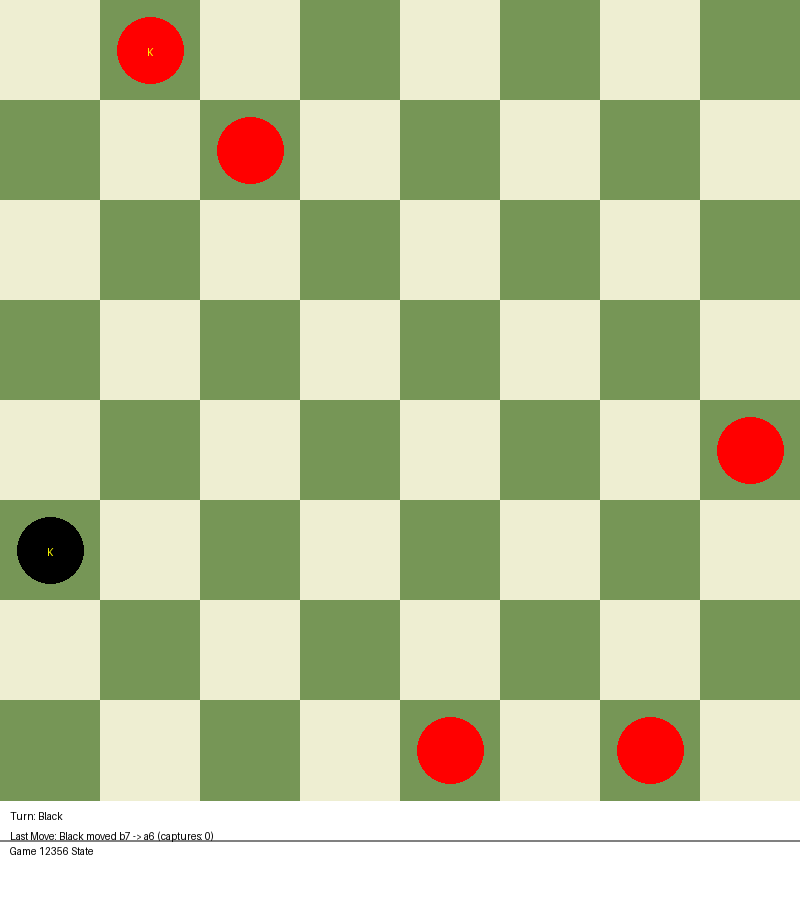 K
K
Turn: Black
Last Move: Black moved b7 -> a6 (captures: 0)
Game 12356 State